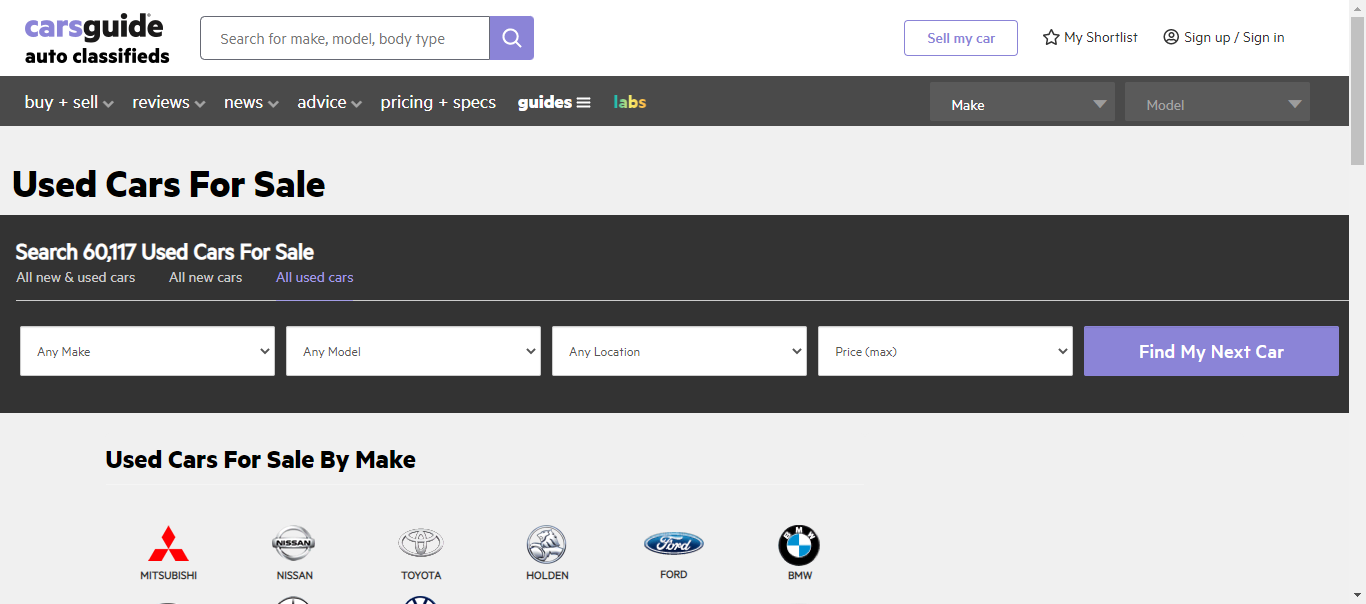 carsguide
auto classifieds
Search for make, model, body type
Sell my car
My Shortlist
Sign up / Sign in
buy + sell
reviews
news
advice
pricing + specs
guides
labs
Make
Model
Used Cars For Sale
Search 60,117 Used Cars For Sale
All new & used cars
All new cars
All used cars
Any Make
Any Model
Any Location
Price (max)
Find My Next Car
Used Cars For Sale By Make
NISSAN
Ford
BMW
MITSUBISHI
NISSAN
TOYOTA
HOLDEN
FORD
BMW